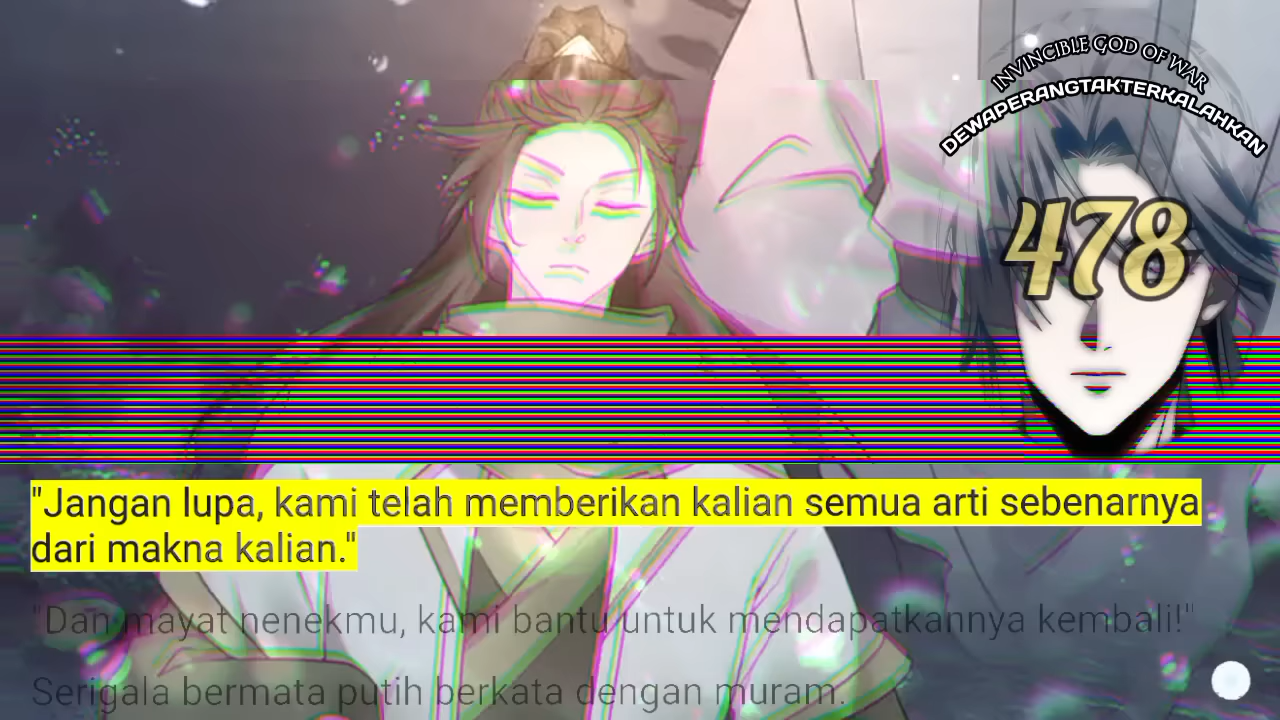 INVINCIBLE GOD OF WAR
DEWAPERANGTAKTERKALAHKAN
478
"Jangan lupa, kami telah memberikan kalian semua arti sebenarnya
dari makna kalian."
"Dan mayat nenekmu, kami bantu untuk mendapatkannya kembali!"
Serigala bermata putih berkata dengan muram.